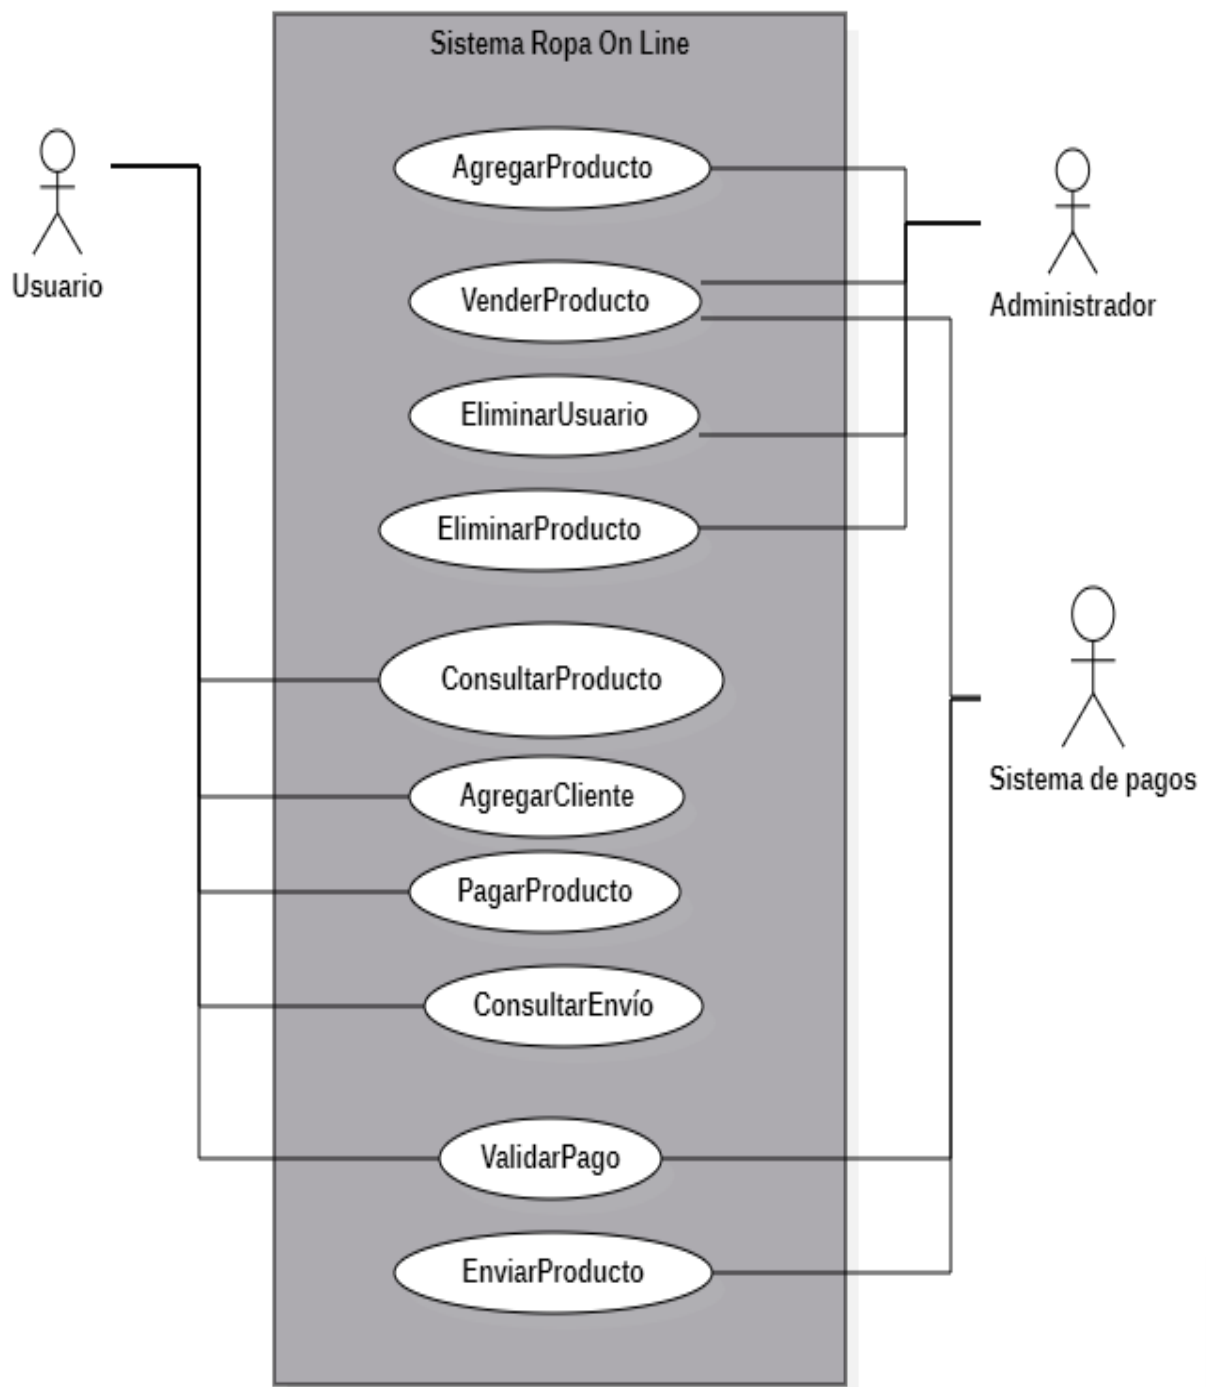 Sistema Ropa On Line
AgregarProducto
Usuario
VenderProducto
Administrador
EliminarUsuario
EliminarProducto
ConsultarProducto
Sistema de pagos
AgregarCliente
PagarProducto
ConsultarEnvío
ValidarPago
EnviarProducto